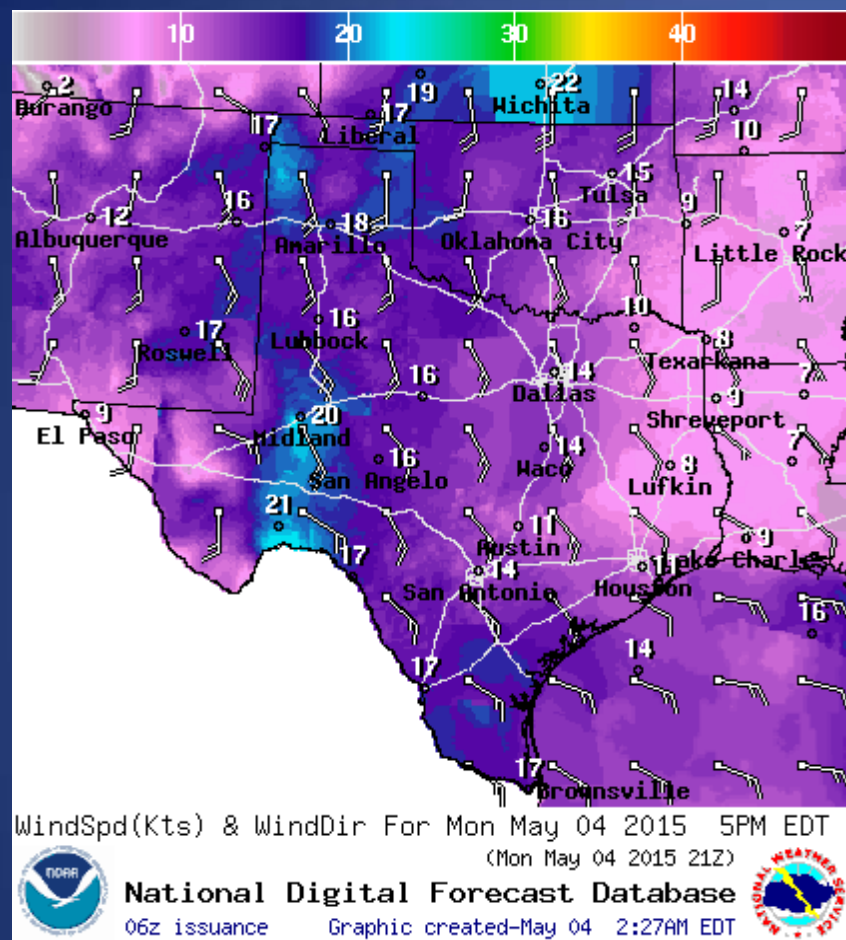 10 20 30 40
2 19 22 14
Durango 17 Wichita
17 Liberal 10
15
Tulsa
12 16 18 16 9 7
Albuquerque Amarillo Oklahoma City Little Rock
17 16 10 8
Roswell Lubbock Texarkana
16 14 9 7
Dallas Shreveport
9 20
El Paso Midland
16 14 8 7
San Angelo Waco Lufkin
21 11 9
Austin Lake Charles
17 14
San Antonio Houston
16
17 14
17
Brownsville
WindSpd(Kts) & WindDir For Mon May 04 2015 5PM EDT
(Mon May 04 2015 21Z)
noaa
National Digital Forecast Database
06z issuance Graphic created-May 04 2:27AM EDT
NATIONAL WEATHER SERVICE